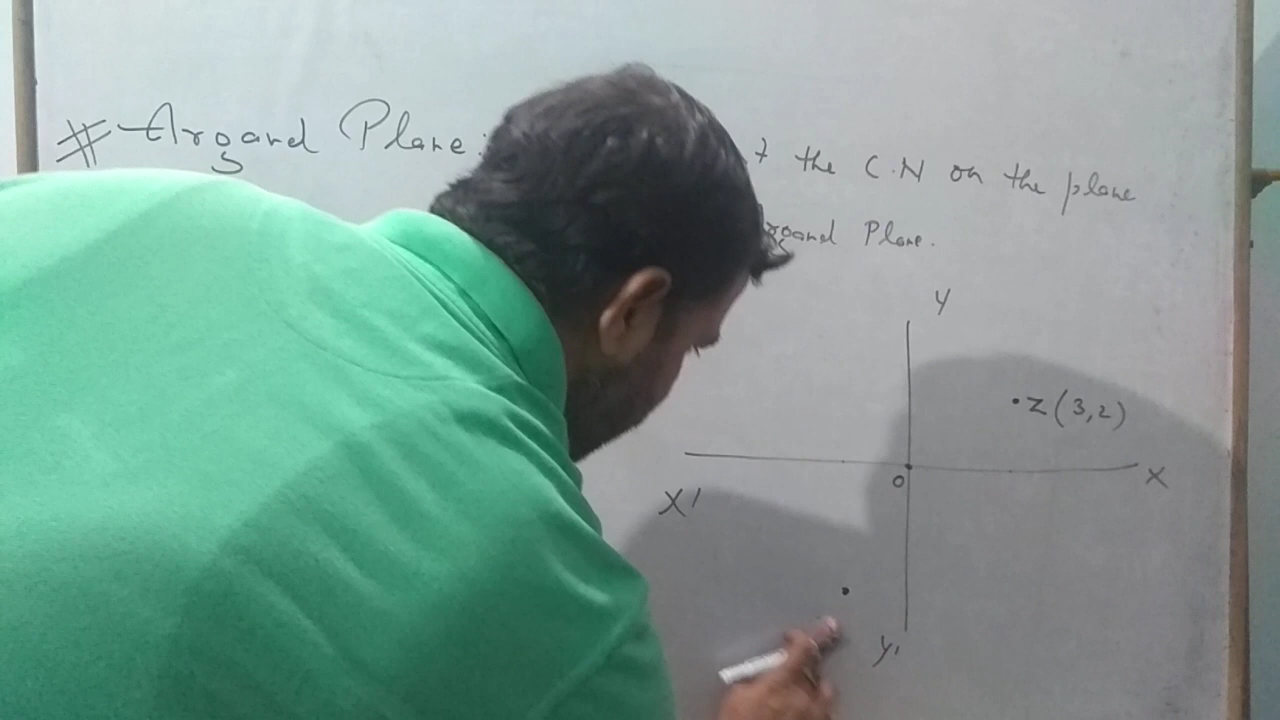 # Argand Plane:
the C.N on the plane
Argand Plane.
Y
Z(3,2)
O
X
X'
Y'